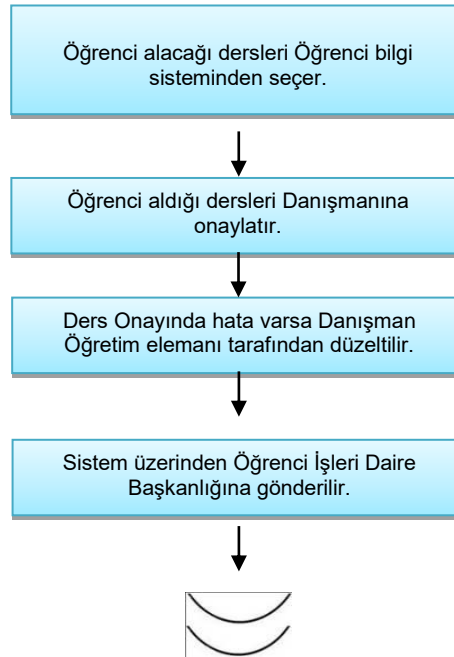 Öğrenci alacağı dersleri Öğrenci bilgi
sisteminden seçer.
Öğrenci aldığı dersleri Danışmanına
onaylatır.
Ders Onayında hata varsa Danışman
Öğretim elemanı tarafından düzeltilir.
Sistem üzerinden Öğrenci İşleri Daire
Başkanlığına gönderilir.